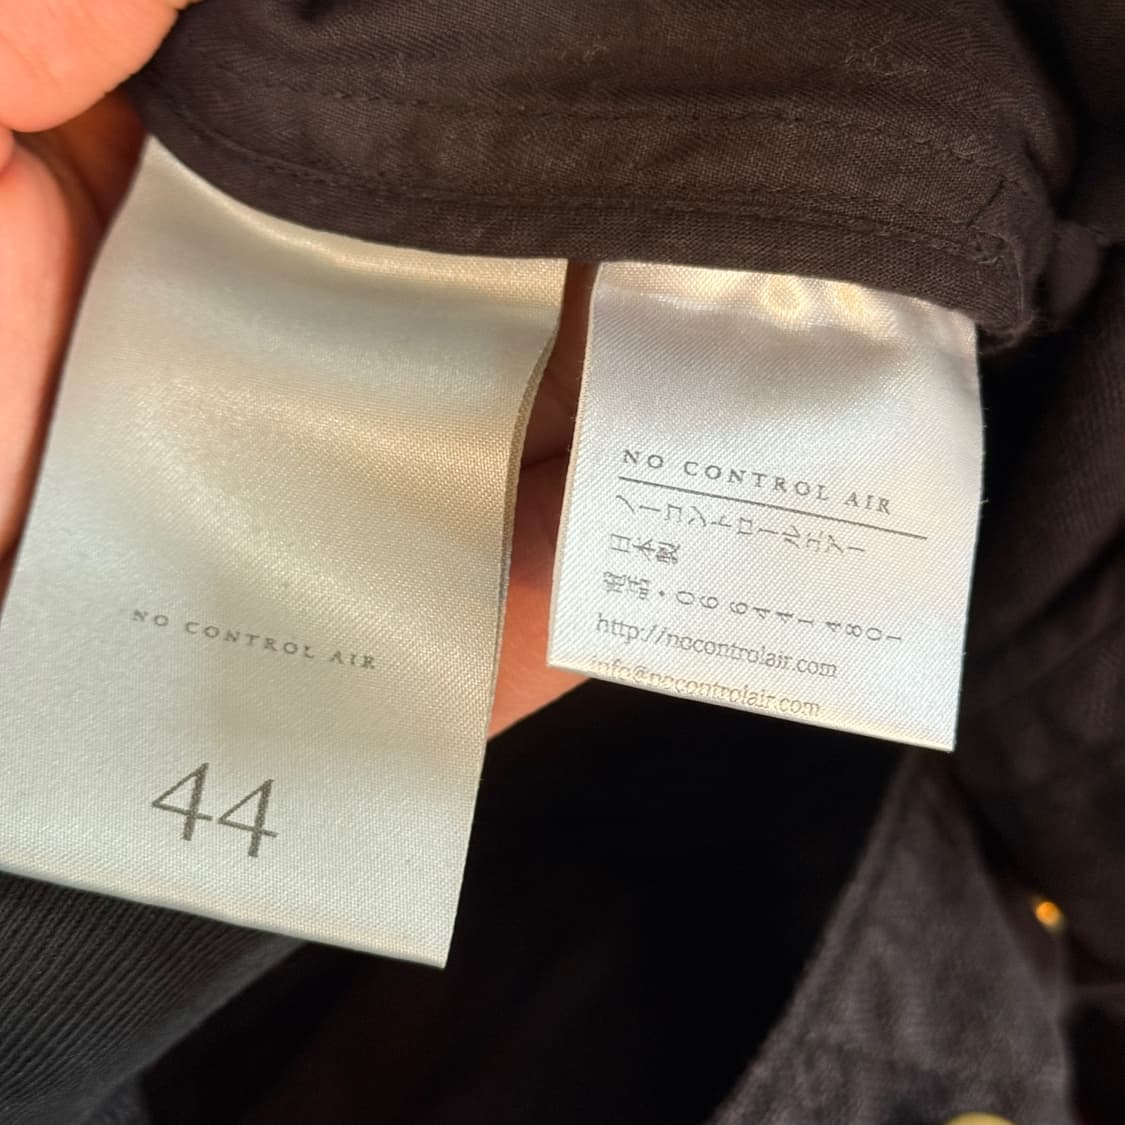 NO CONTROL AIR
44
NO CONTROL AIR
ノーコントロールエアー
日本製
電話・06 6441 4801
http://nocontrolair.com
info@nocontrolair.com